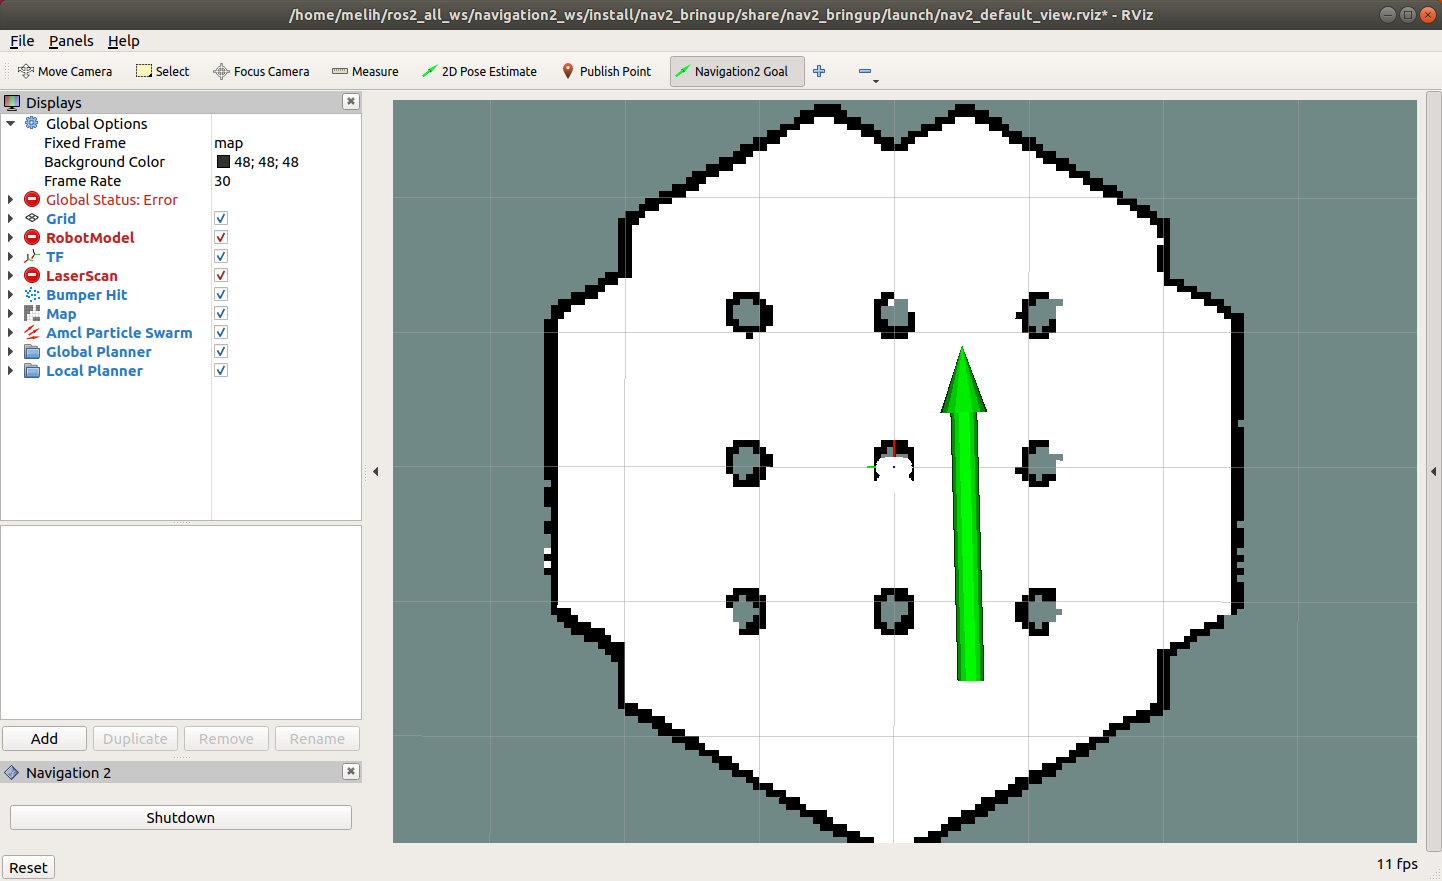 /home/melih/ros2_all_ws/navigation2_ws/install/nav2_bringup/share/nav2_bringup/launch/nav2_default_view.rviz* - RViz
File Panels Help
Move Camera Select Focus Camera Measure 2D Pose Estimate Publish Point Navigation2 Goal
Displays
Global Options
Fixed Frame map
Background Color 48; 48; 48
Frame Rate 30
Global Status: Error
Grid
RobotModel
TF
LaserScan
Bumper Hit
Map
Amcl Particle Swarm
Global Planner
Local Planner
Add Duplicate Remove Rename
Navigation 2
Shutdown
Reset
11 fps